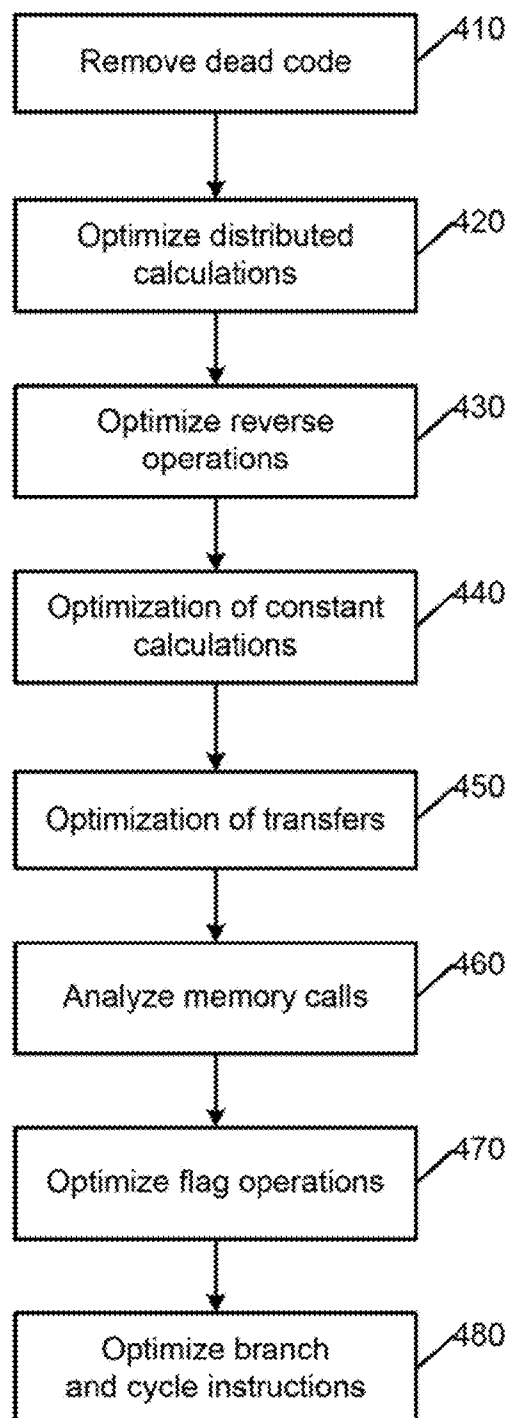 410
Remove dead code
420
Optimize distributed
calculations
430
Optimize reverse
operations
440
Optimization of constant
calculations
450
Optimization of transfers
460
Analyze memory calls
470
Optimize flag operations
480
Optimize branch
and cycle instructions